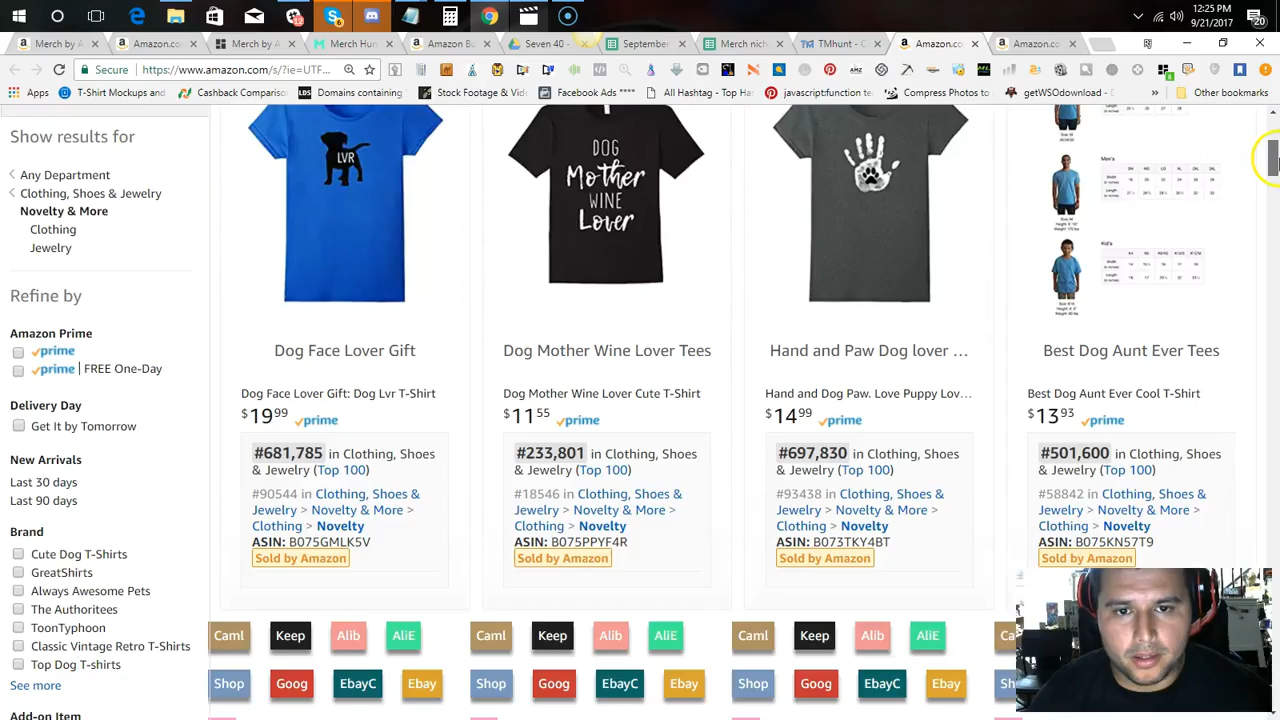 12:25 PM
9/21/2017
20
12
6
Merch by A
Amazon.co
Merch by A
Merch Hun
Amazon Bu
Seven 40 -
September
Merch nich
TMhunt - C
Amazon.co
Amazon.co
Secure
https://www.amazon.com/s/?ie=UTF...
Apps
T-Shirt Mockups and
Cashback Comparison
LDS
Domains containing
Facebook Ads ****
All Hashtag - Hashta
javascriptfunction te
getWSOdownload - E
Other bookmarks
Show results for
Any Department
Clothing, Shoes & Jewelry
Novelty & More
Clothing
Jewelry
Refine by
Amazon Prime
prime
prime | FREE One-Day
Delivery Day
Get It by Tomorrow
New Arrivals
Last 30 days
Last 90 days
Brand
Cute Dog T-Shirts
GreatShirts
Always Awesome Pets
The Authoritees
ToonTyphoon
Classic Vintage Retro T-Shirts
Top Dog T-shirts
See more
Add-on Item
LVR
Dog Face Lover Gift
Dog Face Lover Gift: Dog Lvr T-Shirt
$19 99 prime
#681,785 in Clothing, Shoes
& Jewelry (Top 100)
#90544 in Clothing, Shoes &
Jewelry > Novelty & More >
Clothing > Novelty
ASIN: B075GMLK5V
Sold by Amazon
DOG
Mother
WINE
Lover
Dog Mother Wine Lover Tees
Dog Mother Wine Lover Cute T-Shirt
$11 55 prime
#233,801 in Clothing, Shoes
& Jewelry (Top 100)
#18546 in Clothing, Shoes &
Jewelry > Novelty & More >
Clothing > Novelty
ASIN: B075PPYF4R
Sold by Amazon
Hand and Paw Dog lover ...
Hand and Dog Paw. Love Puppy Lov...
$14 99 prime
#697,830 in Clothing, Shoes
& Jewelry (Top 100)
#93438 in Clothing, Shoes &
Jewelry > Novelty & More >
Clothing > Novelty
ASIN: B073TKY4BT
Sold by Amazon
Men's
Kid's
Best Dog Aunt Ever Tees
Best Dog Aunt Ever Cool T-Shirt
$13 93 prime
#501,600 in Clothing, Shoes
& Jewelry (Top 100)
#58842 in Clothing, Shoes &
Jewelry > Novelty & More >
Clothing > Novelty
ASIN: B075KN57T9
Sold by Amazon
Caml Keep Alib AliE
Caml Keep Alib AliE
Caml Keep Alib AliE
Ca
Shop Goog EbayC Ebay
Shop Goog EbayC Ebay
Shop Goog EbayC Ebay
Sh